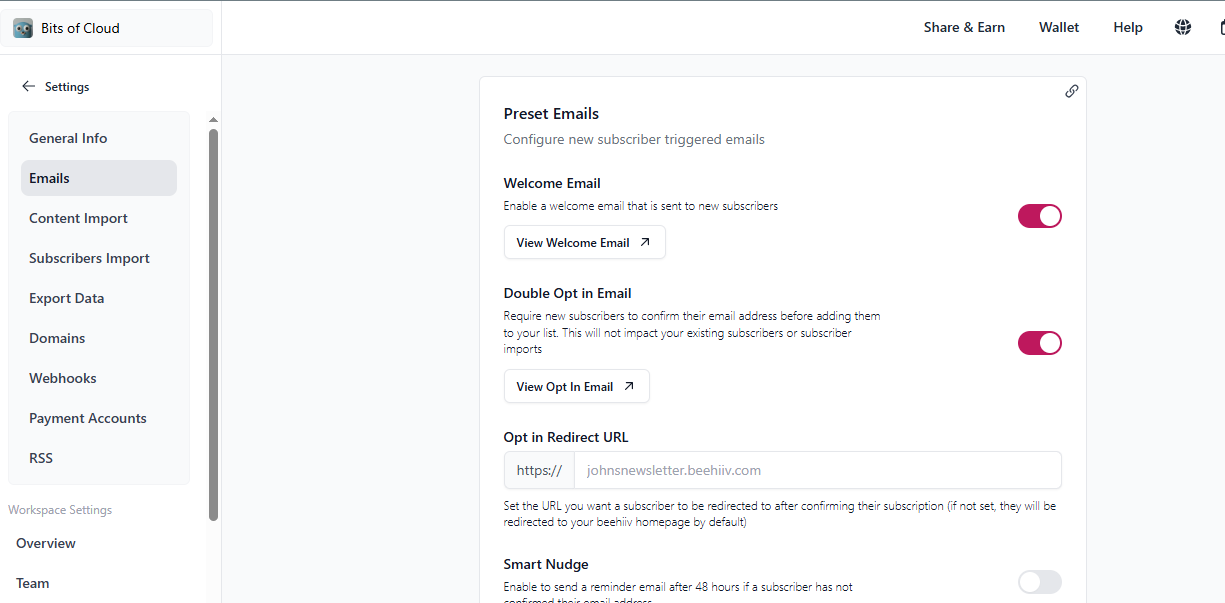 Bits of Cloud
Share & Earn
Wallet
Help
Settings
General Info
Emails
Content Import
Subscribers Import
Export Data
Domains
Webhooks
Payment Accounts
RSS
Workspace Settings
Overview
Team
Preset Emails
Configure new subscriber triggered emails
Welcome Email
Enable a welcome email that is sent to new subscribers
View Welcome Email
Double Opt in Email
Require new subscribers to confirm their email address before adding them
to your list. This will not impact your existing subscribers or subscriber
imports
View Opt In Email
Opt in Redirect URL
https://
johnsnewsletter.beehiiv.com
Set the URL you want a subscriber to be redirected to after confirming their subscription (if not set, they will be
redirected to your beehiiv homepage by default)
Smart Nudge
Enable to send a reminder email after 48 hours if a subscriber has not
confirmed their email address